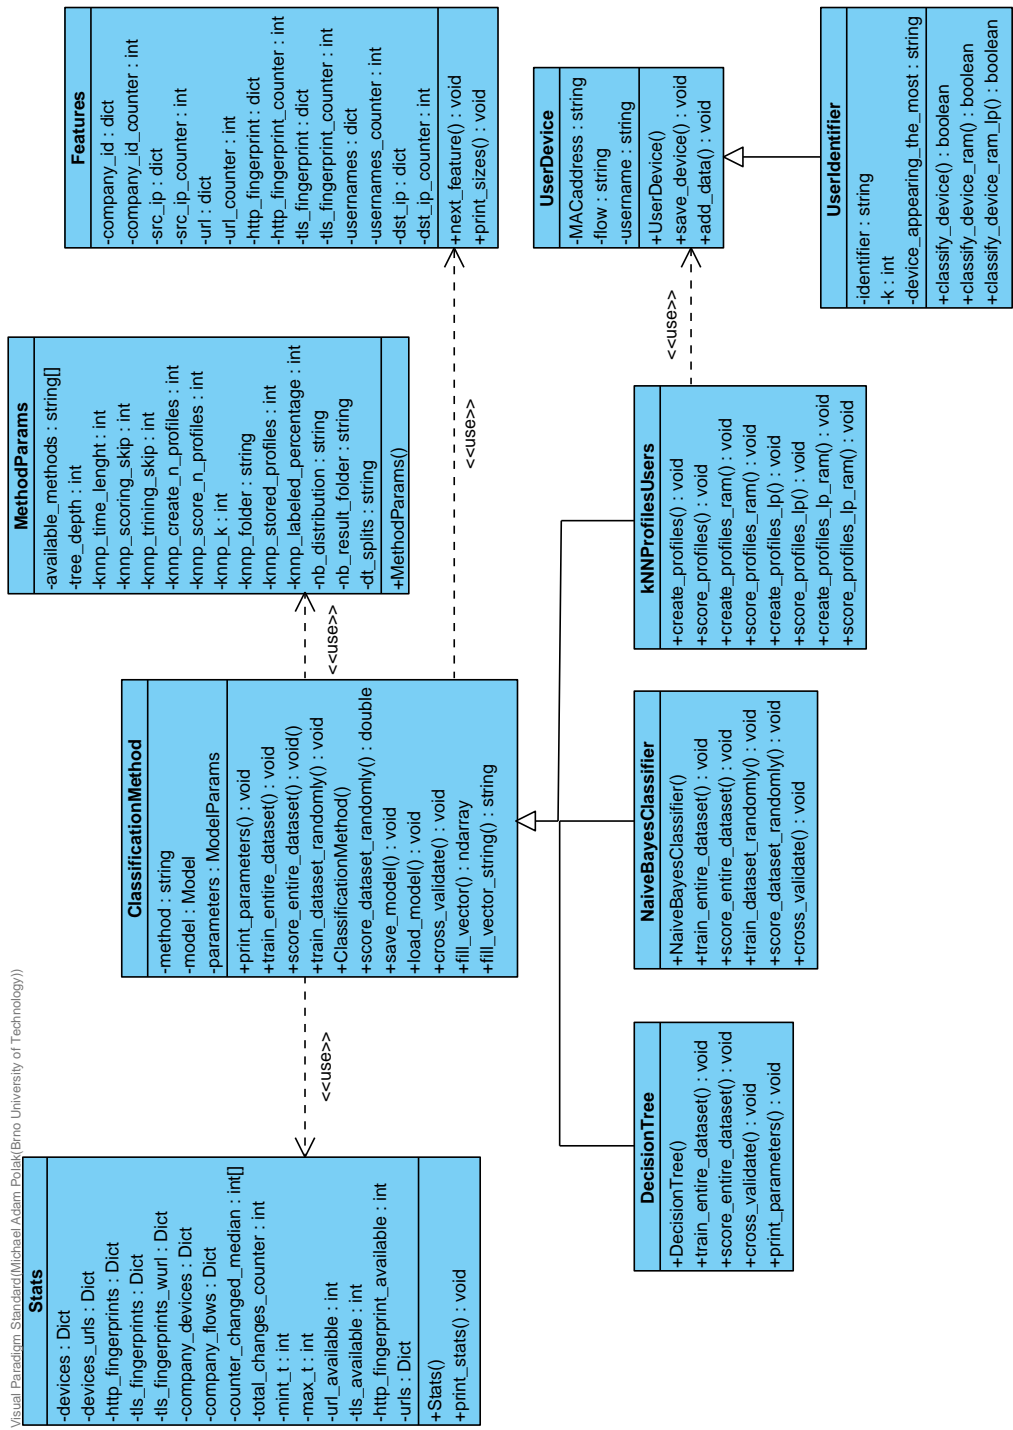 Visual Paradigm Standard(Michael Adam Polak(Brno University of Technology))
Stats
-devices : Dict
-devices_urls : Dict
-http_fingerprints : Dict
-tls_fingerprints : Dict
-tls_fingerprints_wurl : Dict
-company_devices : Dict
-company_flows : Dict
-counter_changed_median : int[]
-total_changes_counter : int
-mint_t : int
-max_t : int
-url_available : int
-tls_available : int
-http_fingerprint_available : int
-urls : Dict
+Stats()
+print_stats() : void
<<use>>
ClassificationMethod
-method : string
-model : Model
-parameters : ModelParams
+print_parameters() : void
+train_entire_dataset() : void
+score_entire_dataset() : void()
+train_dataset_randomly() : void
+ClassificationMethod()
+score_dataset_randomly() : double
+save_model() : void
+load_model() : void
+cross_validate() : void
+fill_vector() : ndarray
+fill_vector_string() : string
<<use>>
MethodParams
-available_methods : string[]
-tree_depth : int
-knnp_time_lenght : int
-knnp_scoring_skip : int
-knnp_trining_skip : int
-knnp_create_n_profiles : int
-knnp_score_n_profiles : int
-knnp_k : int
-knnp_folder : string
-knnp_stored_profiles : int
-knnp_labeled_percentage : int
-nb_distribution : string
-nb_result_folder : string
-dt_splits : string
+MethodParams()
<<use>>
Features
-company_id : dict
-company_id_counter : int
-src_ip : dict
-src_ip_counter : int
-url : dict
-url_counter : int
-http_fingerprint : dict
-http_fingerprint_counter : int
-tls_fingerprint : dict
-tls_fingerprint_counter : int
-usernames : dict
-usernames_counter : int
-dst_ip : dict
-dst_ip_counter : int
+next_feature() : void
+print_sizes() : void
DecisionTree
+DecisionTree()
+train_entire_dataset() : void
+score_entire_dataset() : void
+cross_validate() : void
+print_parameters() : void
NaiveBayesClassifier
+NaiveBayesClassifier()
+train_entire_dataset() : void
+score_entire_dataset() : void
+train_dataset_randomly() : void
+score_dataset_randomly() : void
+cross_validate() : void
kNNProfilesUsers
+create_profiles() : void
+score_profiles() : void
+create_profiles_ram() : void
+score_profiles_ram() : void
+create_profiles_lp() : void
+score_profiles_lp() : void
+create_profiles_lp_ram() : void
+score_profiles_lp_ram() : void
<<use>>
UserDevice
-MACaddress : string
-flow : string
-username : string
+UserDevice()
+save_device() : void
+add_data() : void
UserIdentifier
-identifier : string
-k : int
-device_appearing_the_most : string
+classify_device() : boolean
+classify_device_ram() : boolean
+classify_device_ram_lp() : boolean